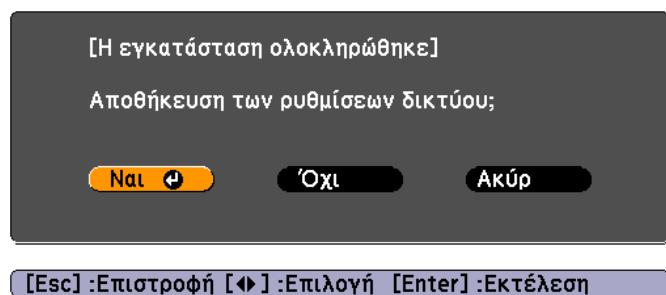 [Η εγκατάσταση ολοκληρώθηκε]
Αποθήκευση των ρυθμίσεων δικτύου;
Ναι Όχι Ακύρ
[Esc] :Επιστροφή [◆] :Επιλογή [Enter] :Εκτέλεση